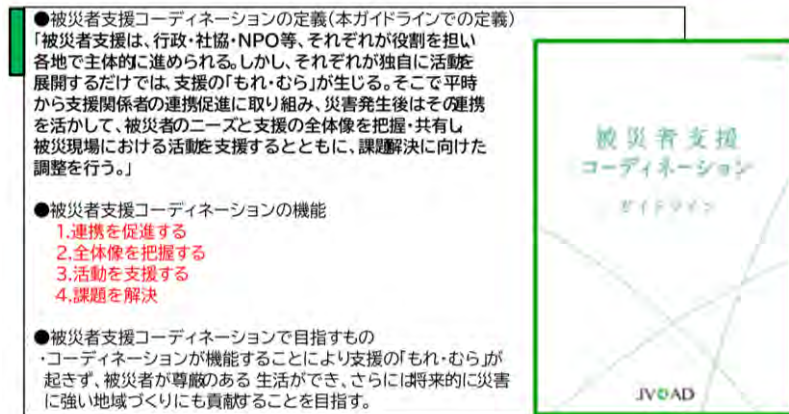 ●被災者支援コーディネーションの定義(本ガイドラインでの定義)
「被災者支援は、行政・社協・NPO等、それぞれが役割を担い
各地で主体的に進められる。しかし、それぞれが独自に活動を
展開するだけでは、支援の「もれ・むら」が生じる。そこで平時
から支援関係者の連携促進に取り組み、災害発生後はその連携
を活かして、被災者のニーズと支援の全体像を把握・共有し、
被災現場における活動を支援するとともに、課題解決に向けた
調整を行う。」
●被災者支援コーディネーションの機能
1.連携を促進する
2.全体像を把握する
3.活動を支援する
4.課題を解決
●被災者支援コーディネーションで目指すもの
・コーディネーションが機能することにより支援の「もれ・むら」が
起きず、被災者が尊厳のある 生活ができ、さらには将来的に災害
に強い地域づくりにも貢献することを目指す。
被災者支援
コーディネーション
ガイドライン
JVOAD